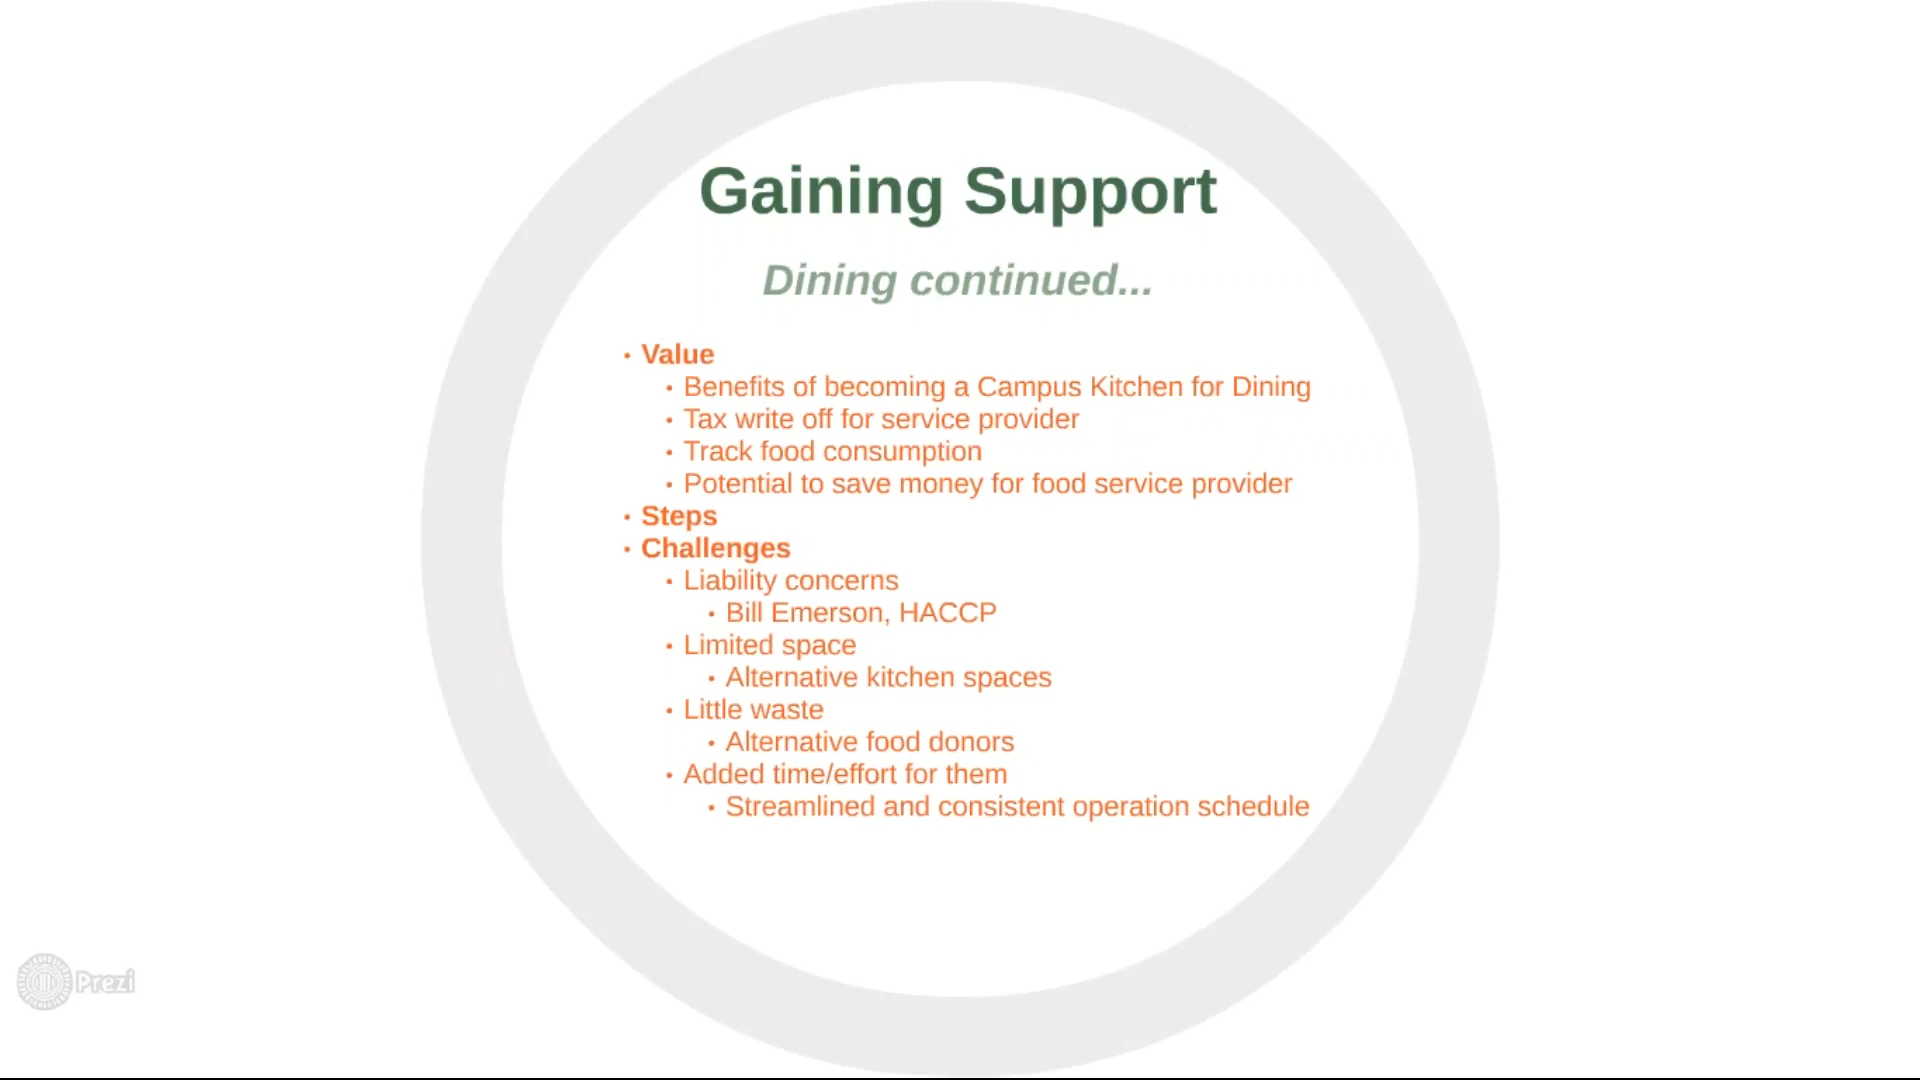 Gaining Support
Dining continued...
• Value
• Benefits of becoming a Campus Kitchen for Dining
• Tax write off for service provider
• Track food consumption
• Potential to save money for food service provider
• Steps
• Challenges
• Liability concerns
• Bill Emerson, HACCP
• Limited space
• Alternative kitchen spaces
• Little waste
• Alternative food donors
• Added time/effort for them
• Streamlined and consistent operation schedule
Prezi